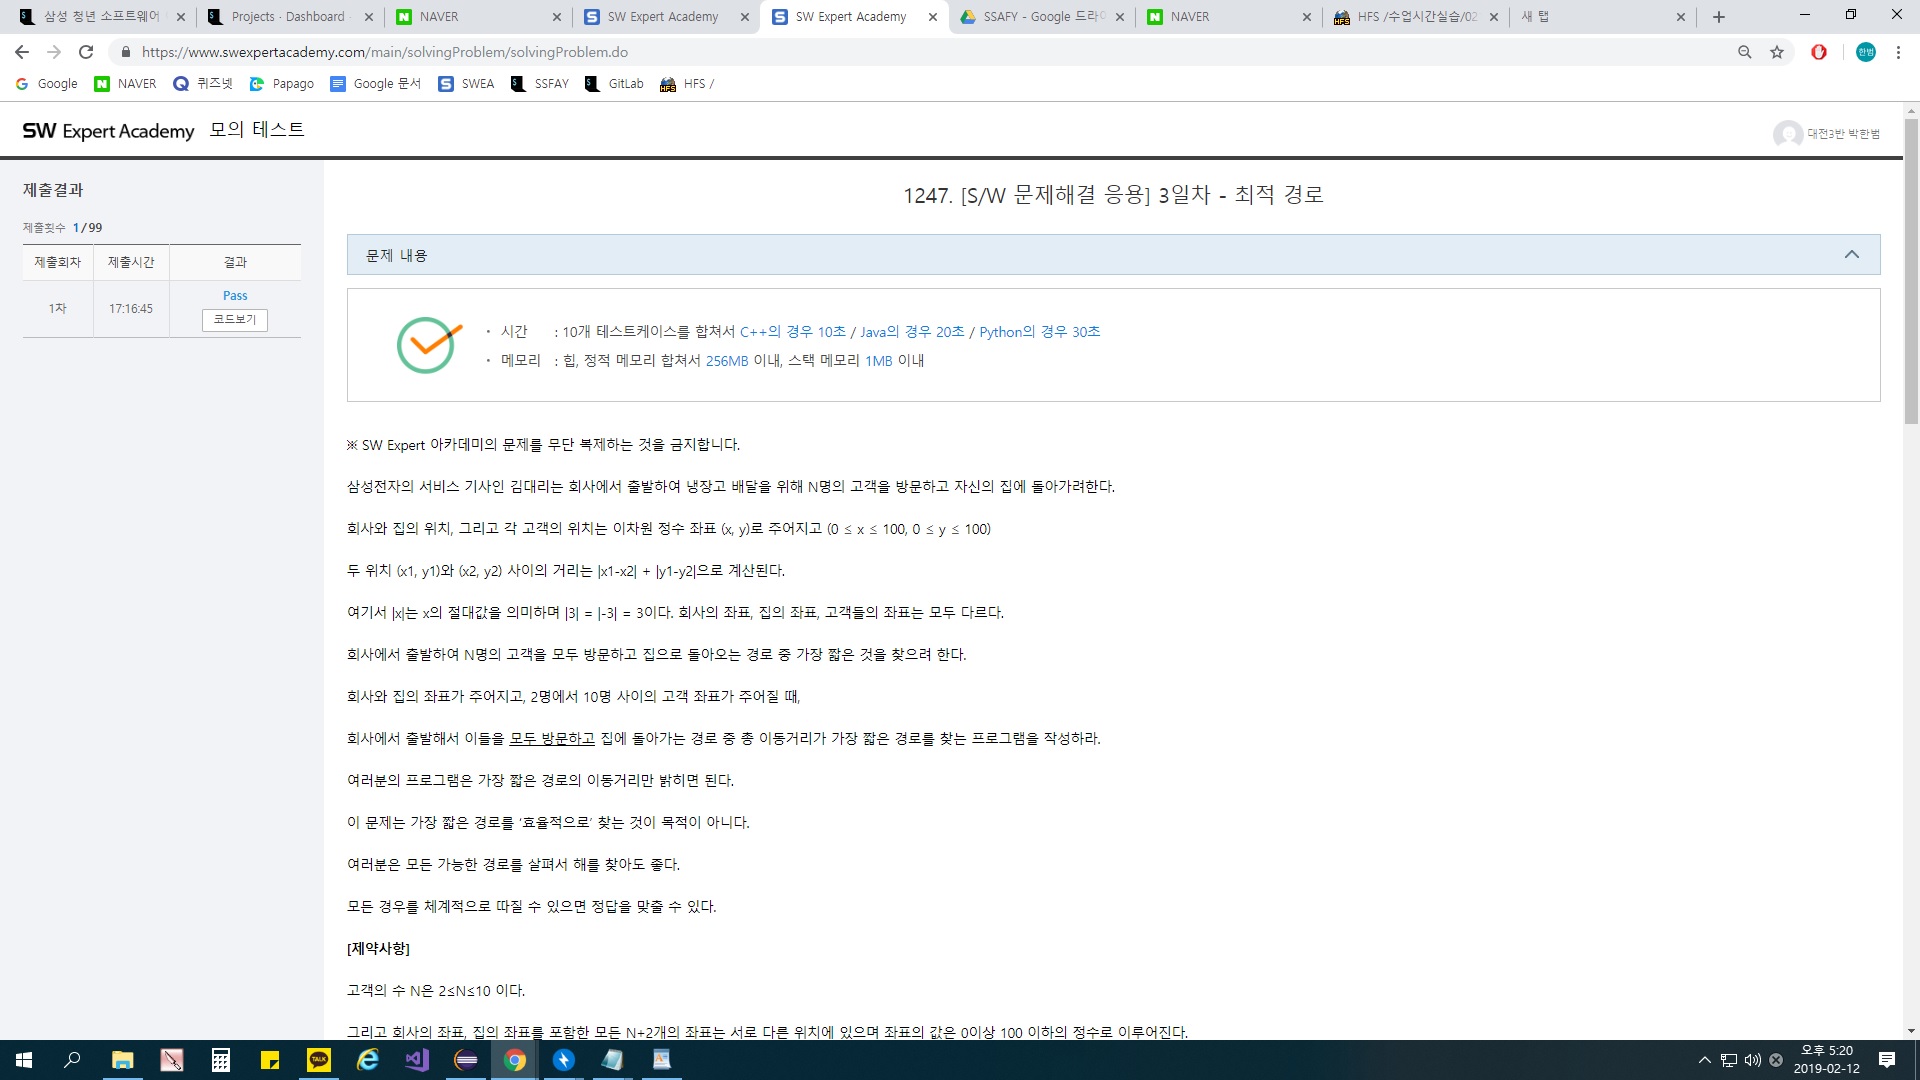 삼성 청년 소프트웨어
Projects · Dashboard
NAVER
SW Expert Academy
SW Expert Academy
SSAFY - Google 드라이
NAVER
HFS /수업시간실습/02
새 탭
https://www.swexpertacademy.com/main/solvingProblem/solvingProblem.do
한범
Google
NAVER
퀴즈넷
Papago
Google 문서
SWEA
SSFAY
GitLab
HFS /
SW Expert Academy 모의 테스트
대전3반 박한범
제출결과
제출횟수 1/99
제출회차 제출시간 결과
1차 17:16:45 Pass
코드보기
1247. [S/W 문제해결 응용] 3일차 - 최적 경로
문제 내용
· 시간 : 10개 테스트케이스를 합쳐서 C++의 경우 10초 / Java의 경우 20초 / Python의 경우 30초
· 메모리 : 힙, 정적 메모리 합쳐서 256MB 이내, 스택 메모리 1MB 이내
※ SW Expert 아카데미의 문제를 무단 복제하는 것을 금지합니다.
삼성전자의 서비스 기사인 김대리는 회사에서 출발하여 냉장고 배달을 위해 N명의 고객을 방문하고 자신의 집에 돌아가려한다.
회사와 집의 위치, 그리고 각 고객의 위치는 이차원 정수 좌표 (x, y)로 주어지고 (0 ≤ x ≤ 100, 0 ≤ y ≤ 100)
두 위치 (x1, y1)와 (x2, y2) 사이의 거리는 |x1-x2| + |y1-y2|으로 계산된다.
여기서 |x|는 x의 절대값을 의미하며 |3| = |-3| = 3이다. 회사의 좌표, 집의 좌표, 고객들의 좌표는 모두 다르다.
회사에서 출발하여 N명의 고객을 모두 방문하고 집으로 돌아오는 경로 중 가장 짧은 것을 찾으려 한다.
회사와 집의 좌표가 주어지고, 2명에서 10명 사이의 고객 좌표가 주어질 때,
회사에서 출발해서 이들을 모두 방문하고 집에 돌아가는 경로 중 총 이동거리가 가장 짧은 경로를 찾는 프로그램을 작성하라.
여러분의 프로그램은 가장 짧은 경로의 이동거리만 밝히면 된다.
이 문제는 가장 짧은 경로를 ‘효율적으로’ 찾는 것이 목적이 아니다.
여러분은 모든 가능한 경로를 살펴서 해를 찾아도 좋다.
모든 경우를 체계적으로 따질 수 있으면 정답을 맞출 수 있다.
[제약사항]
고객의 수 N은 2≤N≤10 이다.
그리고 회사의 좌표, 집의 좌표를 포함한 모든 N+2개의 좌표는 서로 다른 위치에 있으며 좌표의 값은 0이상 100 이하의 정수로 이루어진다.
TALK
오후 5:20
2019-02-12